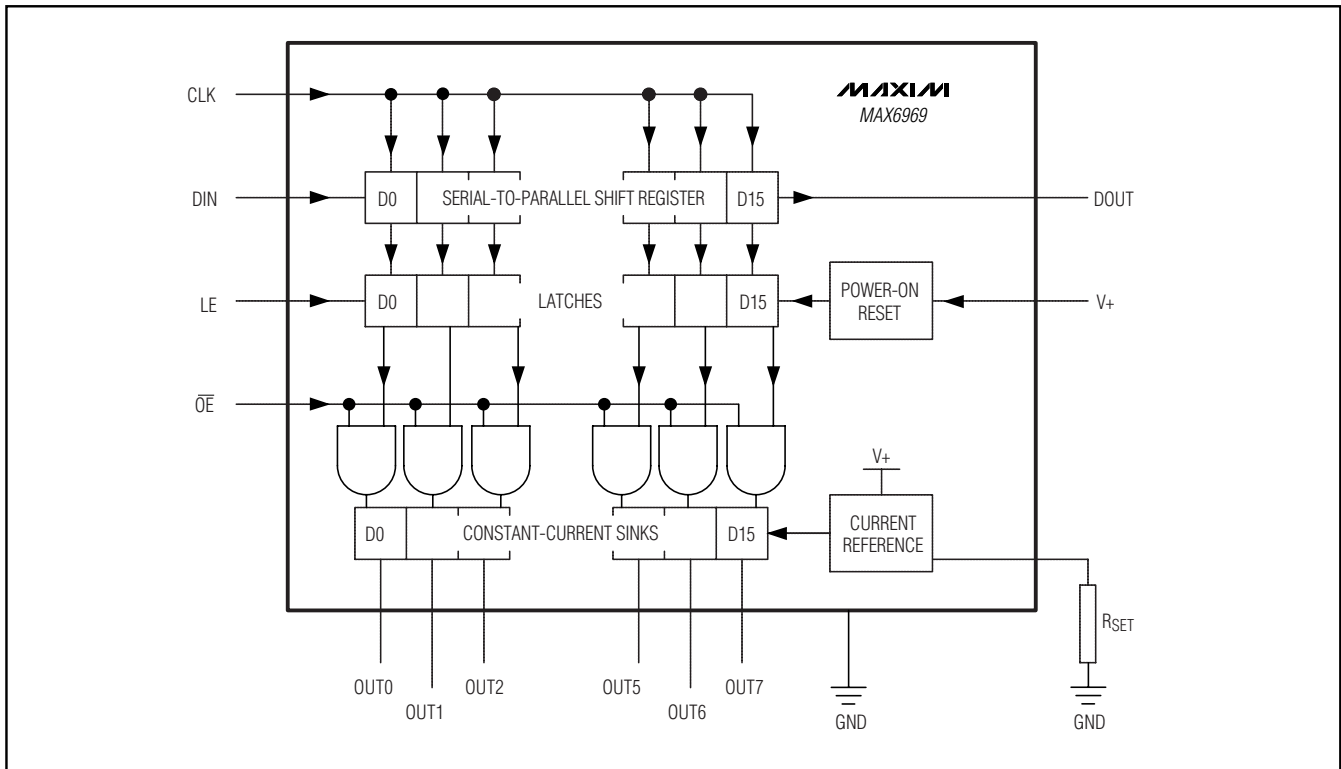 CLK
MAXIM
MAX6969
DIN
D0
SERIAL-TO-PARALLEL SHIFT REGISTER
D15
DOUT
LE
D0
LATCHES
D15
POWER-ON
RESET
V+
O̅E̅
V+
D0
CONSTANT-CURRENT SINKS
D15
CURRENT
REFERENCE
RSET
OUT0
OUT1
OUT2
OUT5
OUT6
OUT7
GND
GND